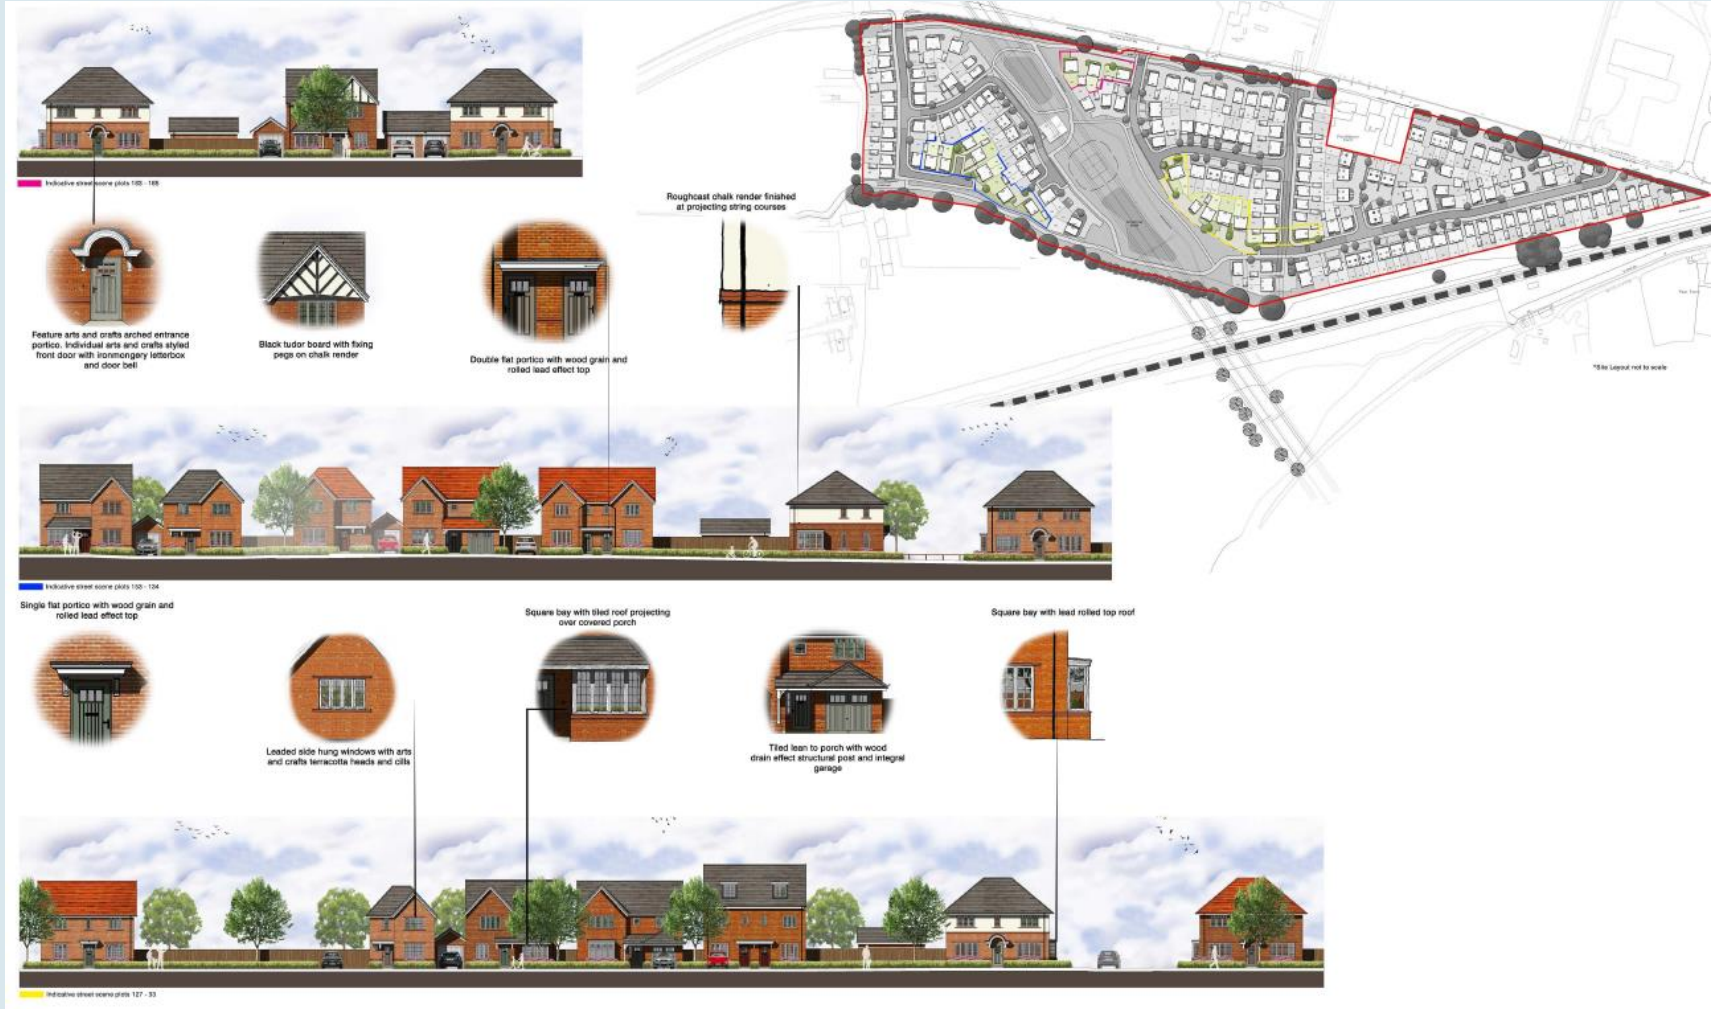 Indicative street scene plots 183 - 188
Feature arts and crafts arched entrance
portico. Individual arts and crafts styled
front door with ironmongery letterbox
and door bell
Black tudor board with fixing
pegs on chalk render
Double flat portico with wood grain and
rolled lead effect top
Roughcast chalk render finished
at projecting string courses
*Site Layout not to scale
Indicative street scene plots 153 - 124
Single flat portico with wood grain and
rolled lead effect top
Leaded side hung windows with arts
and crafts terracotta heads and cills
Square bay with tiled roof projecting
over covered porch
Tiled lean to porch with wood
drain effect structural post and integral
garage
Square bay with lead rolled top roof
Indicative street scene plots 127 - 93